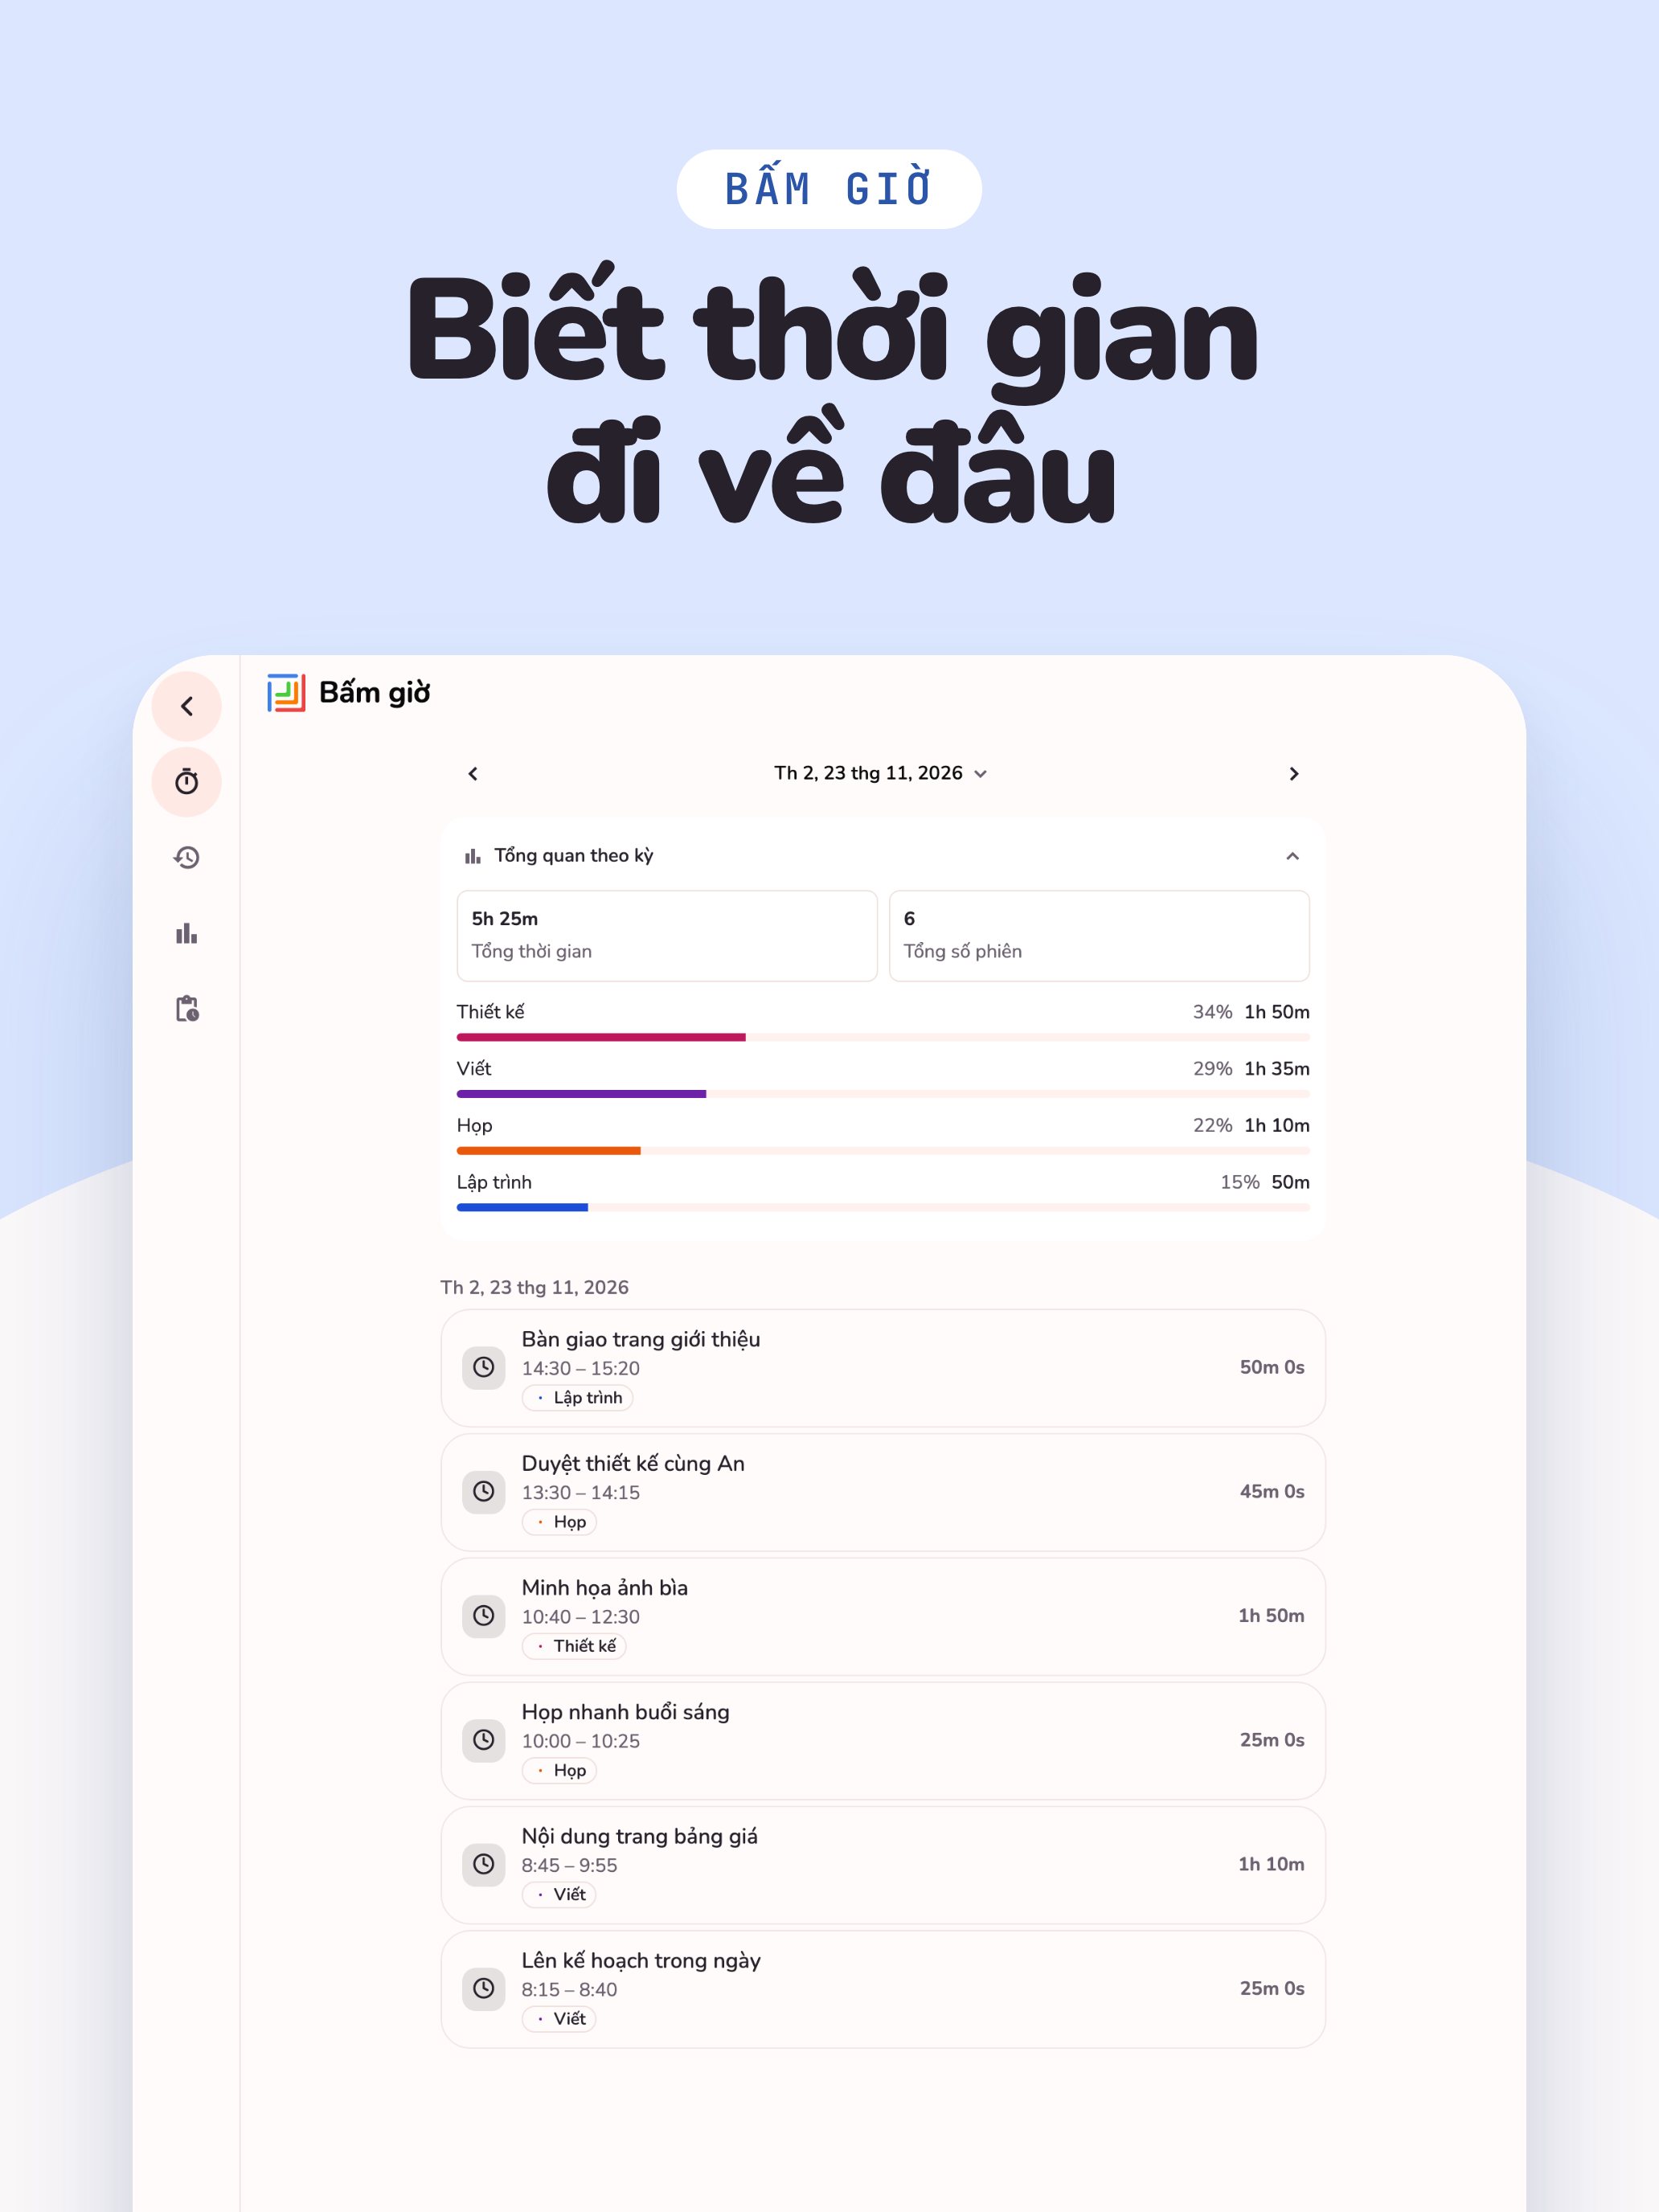 BẤM GIỜ
Biết thời gian
đi về đâu
Bấm giờ
Th 2, 23 thg 11, 2026
Tổng quan theo kỳ
5h 25m
Tổng thời gian
6
Tổng số phiên
Thiết kế 34% 1h 50m
Viết 29% 1h 35m
Họp 22% 1h 10m
Lập trình 15% 50m
Th 2, 23 thg 11, 2026
Bàn giao trang giới thiệu
14:30 – 15:20
50m 0s
Lập trình
Duyệt thiết kế cùng An
13:30 – 14:15
45m 0s
Họp
Minh họa ảnh bìa
10:40 – 12:30
1h 50m
Thiết kế
Họp nhanh buổi sáng
10:00 – 10:25
25m 0s
Họp
Nội dung trang bảng giá
8:45 – 9:55
1h 10m
Viết
Lên kế hoạch trong ngày
8:15 – 8:40
25m 0s
Viết